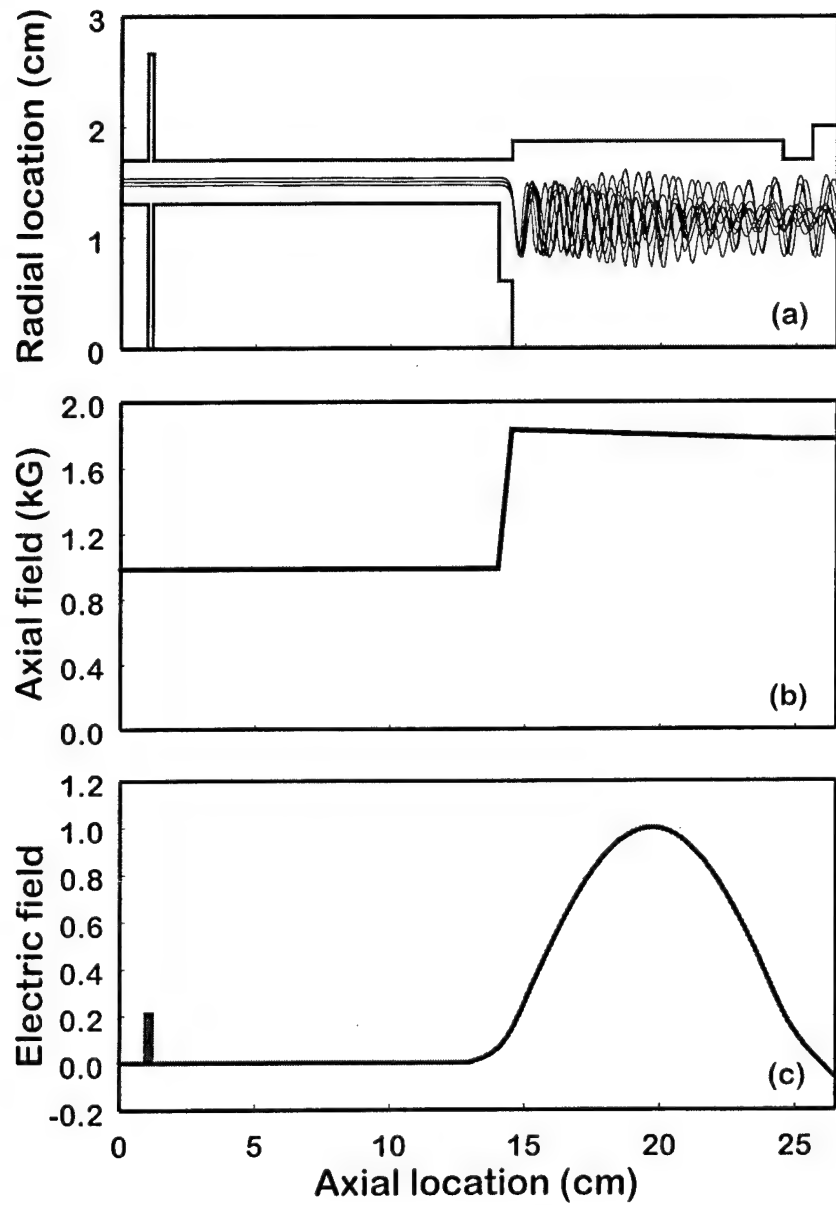 Radial location (cm)
3
2
1
0
(a)
Axial field (kG)
2.0
1.6
1.2
0.8
0.4
0.0
(b)
Electric field
1.2
1.0
0.8
0.6
0.4
0.2
0.0
-0.2
(c)
0 5 10 15 20 25
Axial location (cm)